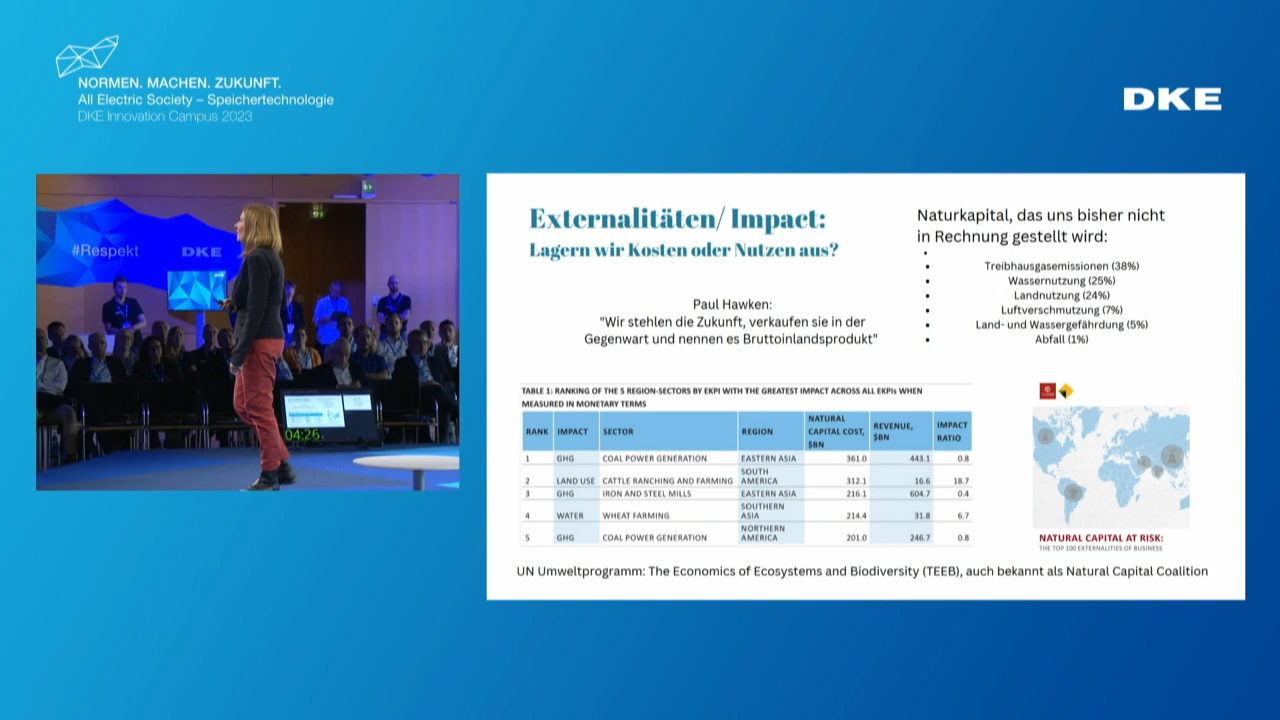 NORMEN. MACHEN. ZUKUNFT.
All Electric Society – Speichertechnologie
DKE Innovation Campus 2023
DKE
#Respekt
DKE
04:26.
Externalitäten/ Impact:
Lagern wir Kosten oder Nutzen aus?
Paul Hawken:
"Wir stehlen die Zukunft, verkaufen sie in der
Gegenwart und nennen es Bruttoinlandsprodukt"
Naturkapital, das uns bisher nicht
in Rechnung gestellt wird:
•
• Treibhausgasemissionen (38%)
• Wassernutzung (25%)
• Landnutzung (24%)
• Luftverschmutzung (7%)
• Land- und Wassergefährdung (5%)
• Abfall (1%)
TABLE 1: RANKING OF THE 5 REGION-SECTORS BY EKPI WITH THE GREATEST IMPACT ACROSS ALL EKPIs WHEN
MEASURED IN MONETARY TERMS
RANK IMPACT SECTOR REGION NATURAL CAPITAL COST, $BN REVENUE, $BN IMPACT RATIO
1 GHG COAL POWER GENERATION EASTERN ASIA 361.0 443.1 0.8
2 LAND USE CATTLE RANCHING AND FARMING SOUTH AMERICA 312.1 16.6 18.7
3 GHG IRON AND STEEL MILLS EASTERN ASIA 216.1 604.7 0.4
4 WATER WHEAT FARMING SOUTHERN ASIA 214.4 31.8 6.7
5 GHG COAL POWER GENERATION NORTHERN AMERICA 201.0 246.7 0.8
NATURAL CAPITAL AT RISK:
THE TOP 100 EXTERNALITIES OF BUSINESS
UN Umweltprogramm: The Economics of Ecosystems and Biodiversity (TEEB), auch bekannt als Natural Capital Coalition